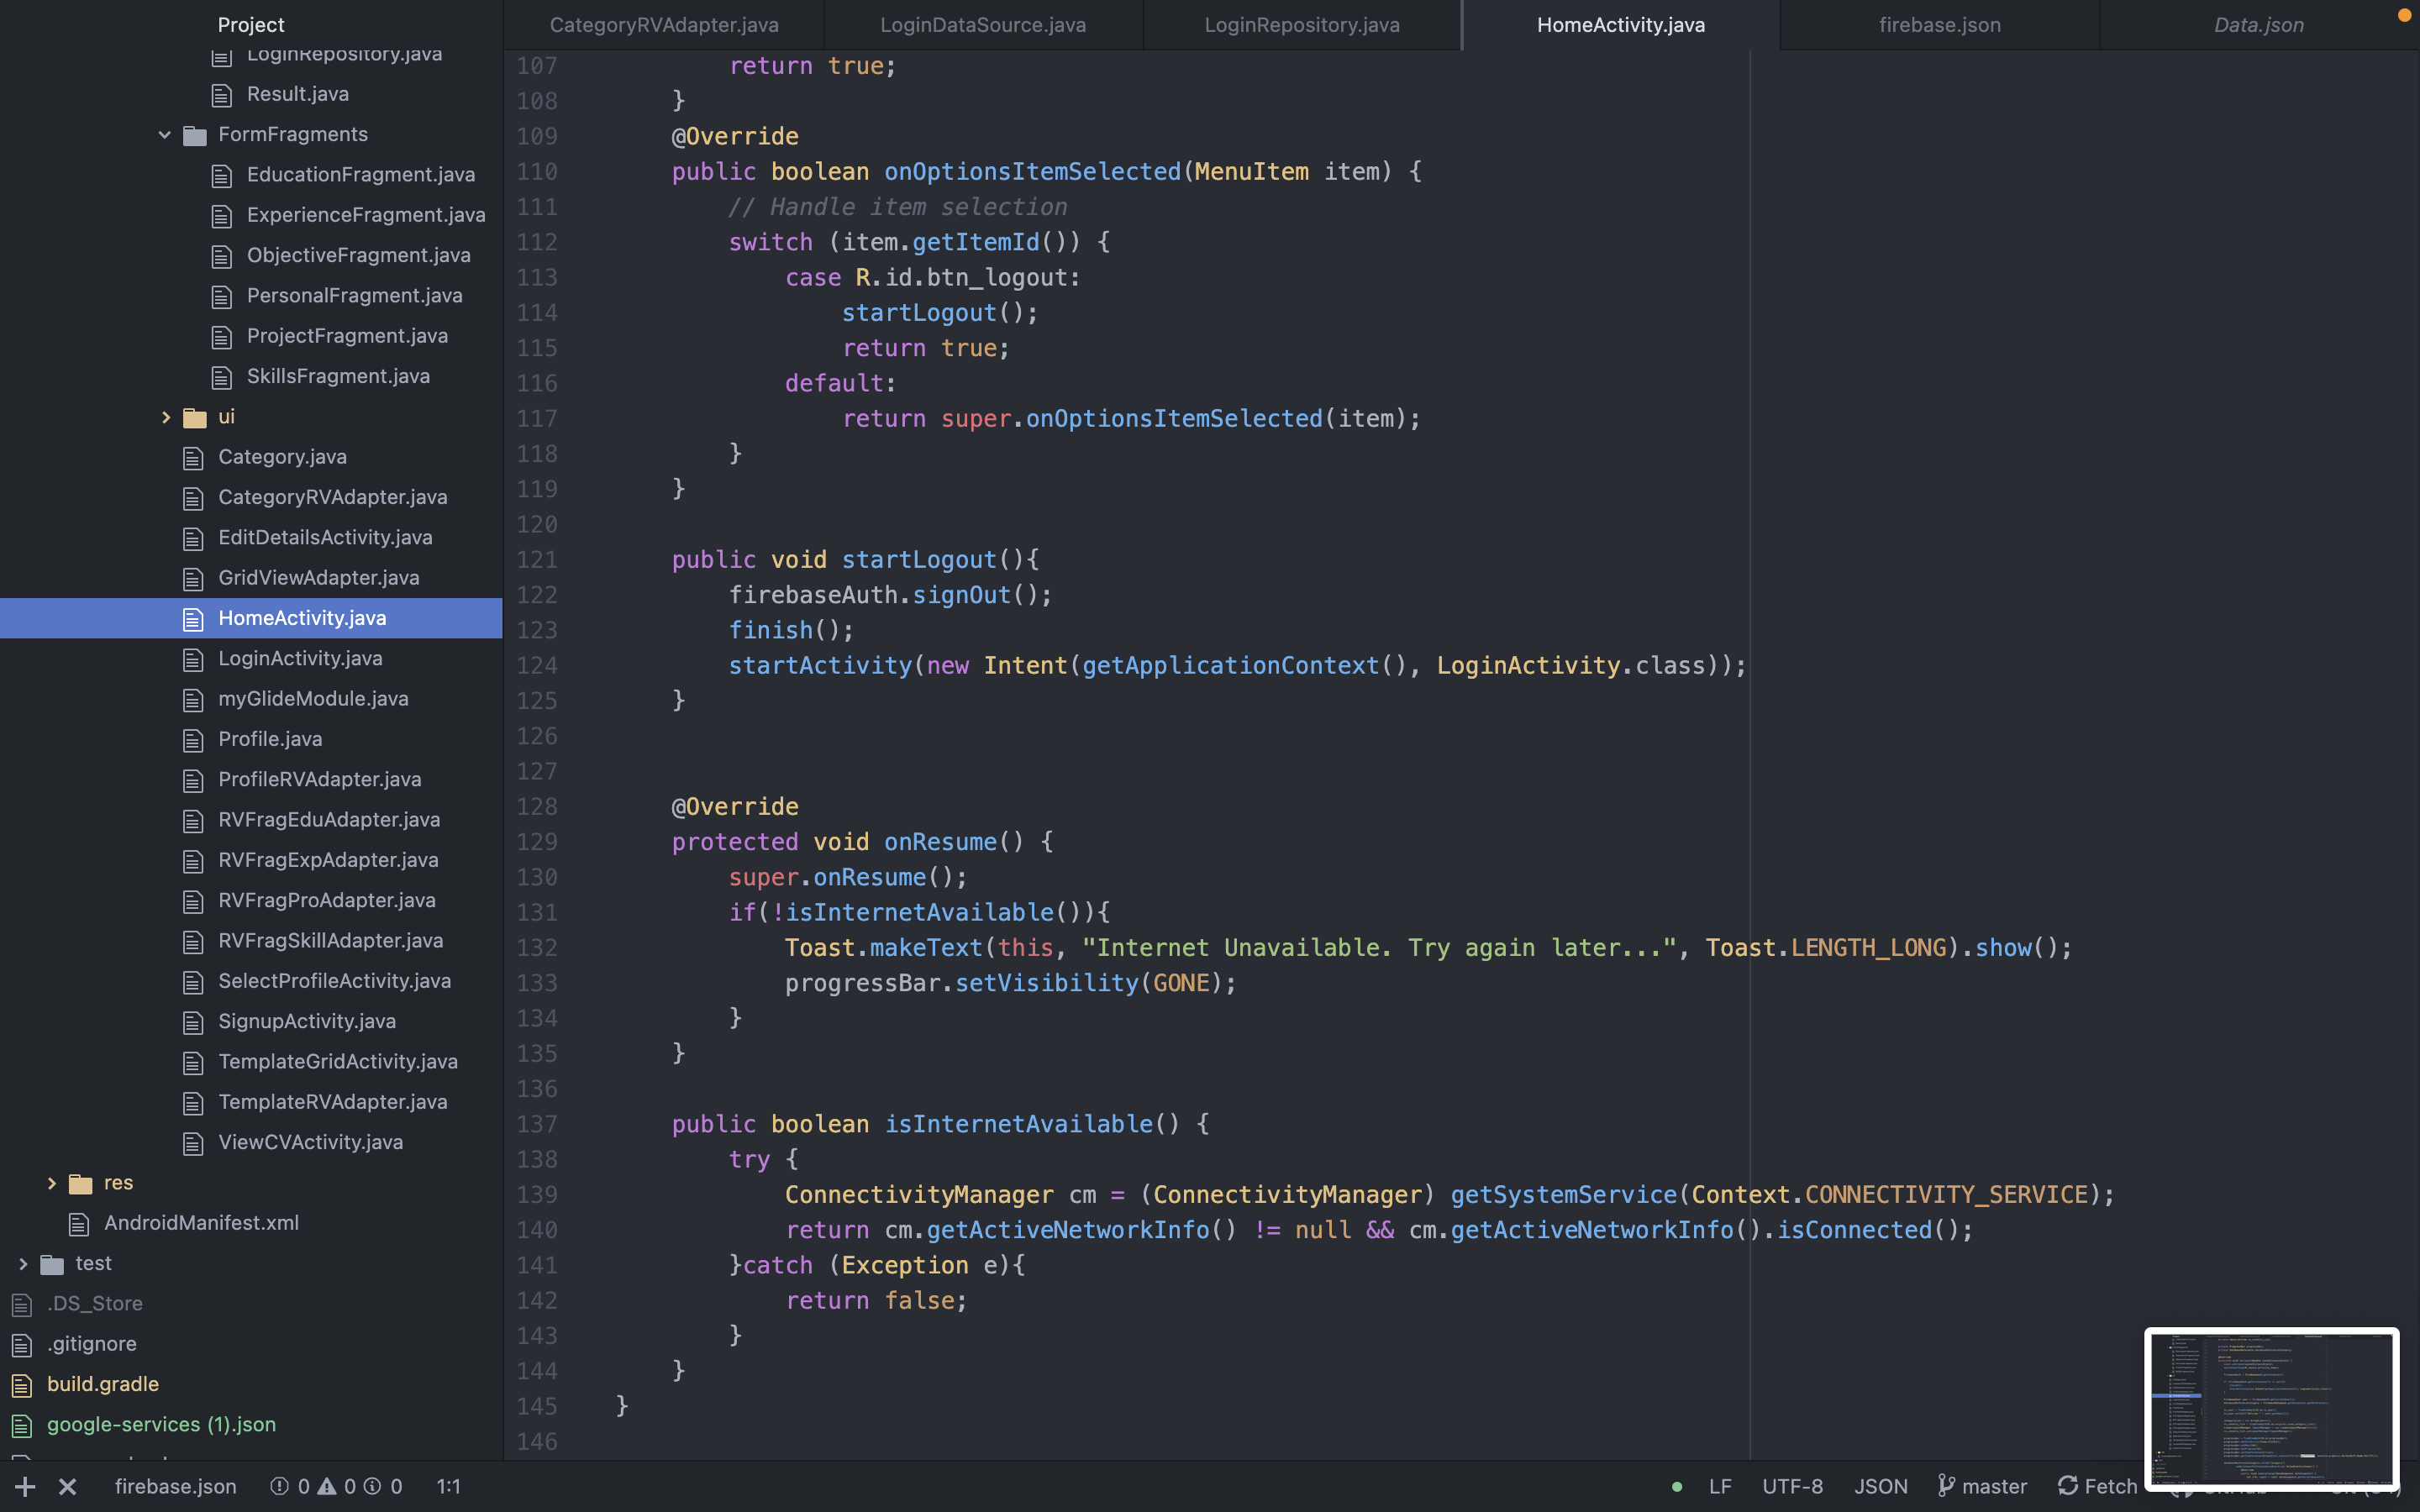 Project
LoginRepository.java
Result.java
FormFragments
EducationFragment.java
ExperienceFragment.java
ObjectiveFragment.java
PersonalFragment.java
ProjectFragment.java
SkillsFragment.java
ui
Category.java
CategoryRVAdapter.java
EditDetailsActivity.java
GridViewAdapter.java
HomeActivity.java
LoginActivity.java
myGlideModule.java
Profile.java
ProfileRVAdapter.java
RVFragEduAdapter.java
RVFragExpAdapter.java
RVFragProAdapter.java
RVFragSkillAdapter.java
SelectProfileActivity.java
SignupActivity.java
TemplateGridActivity.java
TemplateRVAdapter.java
ViewCVActivity.java
res
AndroidManifest.xml
test
.DS_Store
.gitignore
build.gradle
google-services (1).json
CategoryRVAdapter.java LoginDataSource.java LoginRepository.java HomeActivity.java firebase.json Data.json
107 return true;
108 }
109 @Override
110 public boolean onOptionsItemSelected(MenuItem item) {
111 // Handle item selection
112 switch (item.getItemId()) {
113 case R.id.btn_logout:
114 startLogout();
115 return true;
116 default:
117 return super.onOptionsItemSelected(item);
118 }
119 }
120
121 public void startLogout(){
122 firebaseAuth.signOut();
123 finish();
124 startActivity(new Intent(getApplicationContext(), LoginActivity.class));
125 }
126
127
128 @Override
129 protected void onResume() {
130 super.onResume();
131 if(!isInternetAvailable()){
132 Toast.makeText(this, "Internet Unavailable. Try again later...", Toast.LENGTH_LONG).show();
133 progressBar.setVisibility(GONE);
134 }
135 }
136
137 public boolean isInternetAvailable() {
138 try {
139 ConnectivityManager cm = (ConnectivityManager) getSystemService(Context.CONNECTIVITY_SERVICE);
140 return cm.getActiveNetworkInfo() != null && cm.getActiveNetworkInfo().isConnected();
141 }catch (Exception e){
142 return false;
143 }
144 }
145 }
146
firebase.json 0 0 0 1:1 LF UTF-8 JSON master Fetch